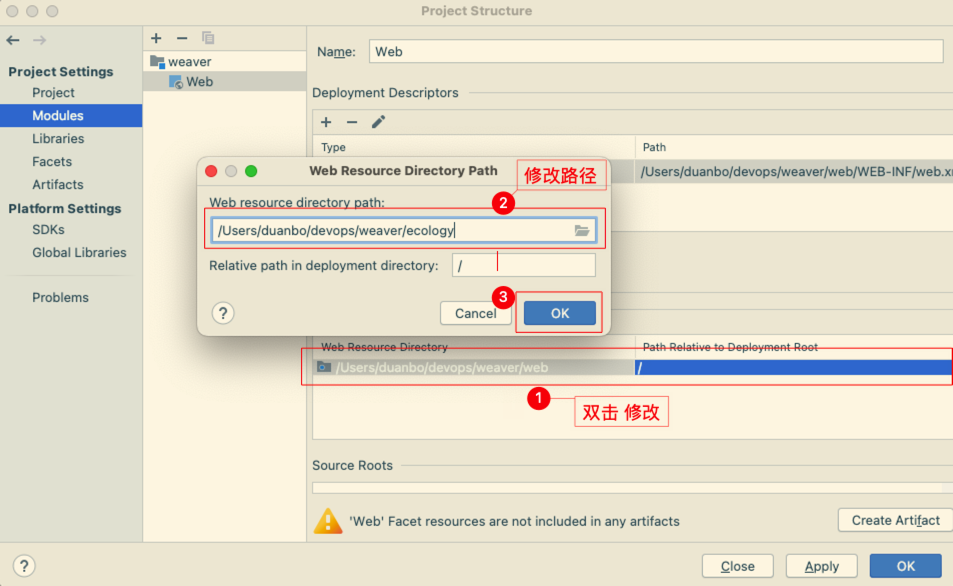 Project Structure
Project Settings
Project
Modules
Libraries
Facets
Artifacts
Platform Settings
SDKs
Global Libraries
Problems
weaver
Web
Name: Web
Deployment Descriptors
Type Path
/Users/duanbo/devops/weaver/web/WEB-INF/web.x
Web Resource Directory Path
修改路径
2
Web resource directory path:
/Users/duanbo/devops/weaver/ecology
Relative path in deployment directory: /
3
? Cancel OK
Web Resource Directory Path Relative to Deployment Root
/Users/duanbo/devops/weaver/web /
1
双击 修改
Source Roots
'Web' Facet resources are not included in any artifacts Create Artifact
? Close Apply OK